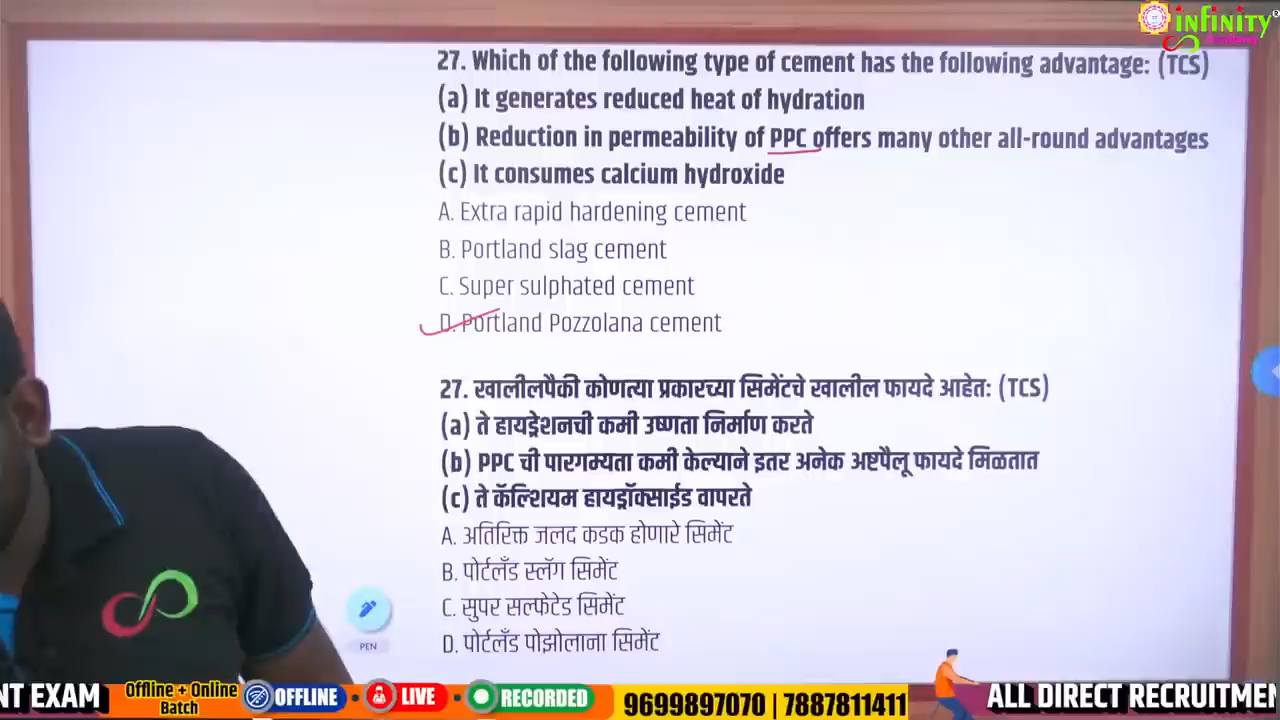 infinity
27. Which of the following type of cement has the following advantage: (TCS)
(a) It generates reduced heat of hydration
(b) Reduction in permeability of PPC offers many other all-round advantages
(c) It consumes calcium hydroxide
A. Extra rapid hardening cement
B. Portland slag cement
C. Super sulphated cement
D. Portland Pozzolana cement
27. खालीलपैकी कोणत्या प्रकारच्या सिमेंटचे खालील फायदे आहेत: (TCS)
(a) ते हायड्रेशनची कमी उष्णता निर्माण करते
(b) PPC ची पारगम्यता कमी केल्याने इतर अनेक अष्टपैलू फायदे मिळतात
(c) ते कॅल्शियम हायड्रॉक्साईड वापरते
A. अतिरिक्त जलद कडक होणारे सिमेंट
B. पोर्टलँड स्लॅग सिमेंट
C. सुपर सल्फेटेड सिमेंट
D. पोर्टलँड पोझोलाना सिमेंट
PEN
NT EXAM
Offline + Online
Batch
OFFLINE
LIVE
RECORDED
9699897070 | 7887811411
ALL DIRECT RECRUITMEN